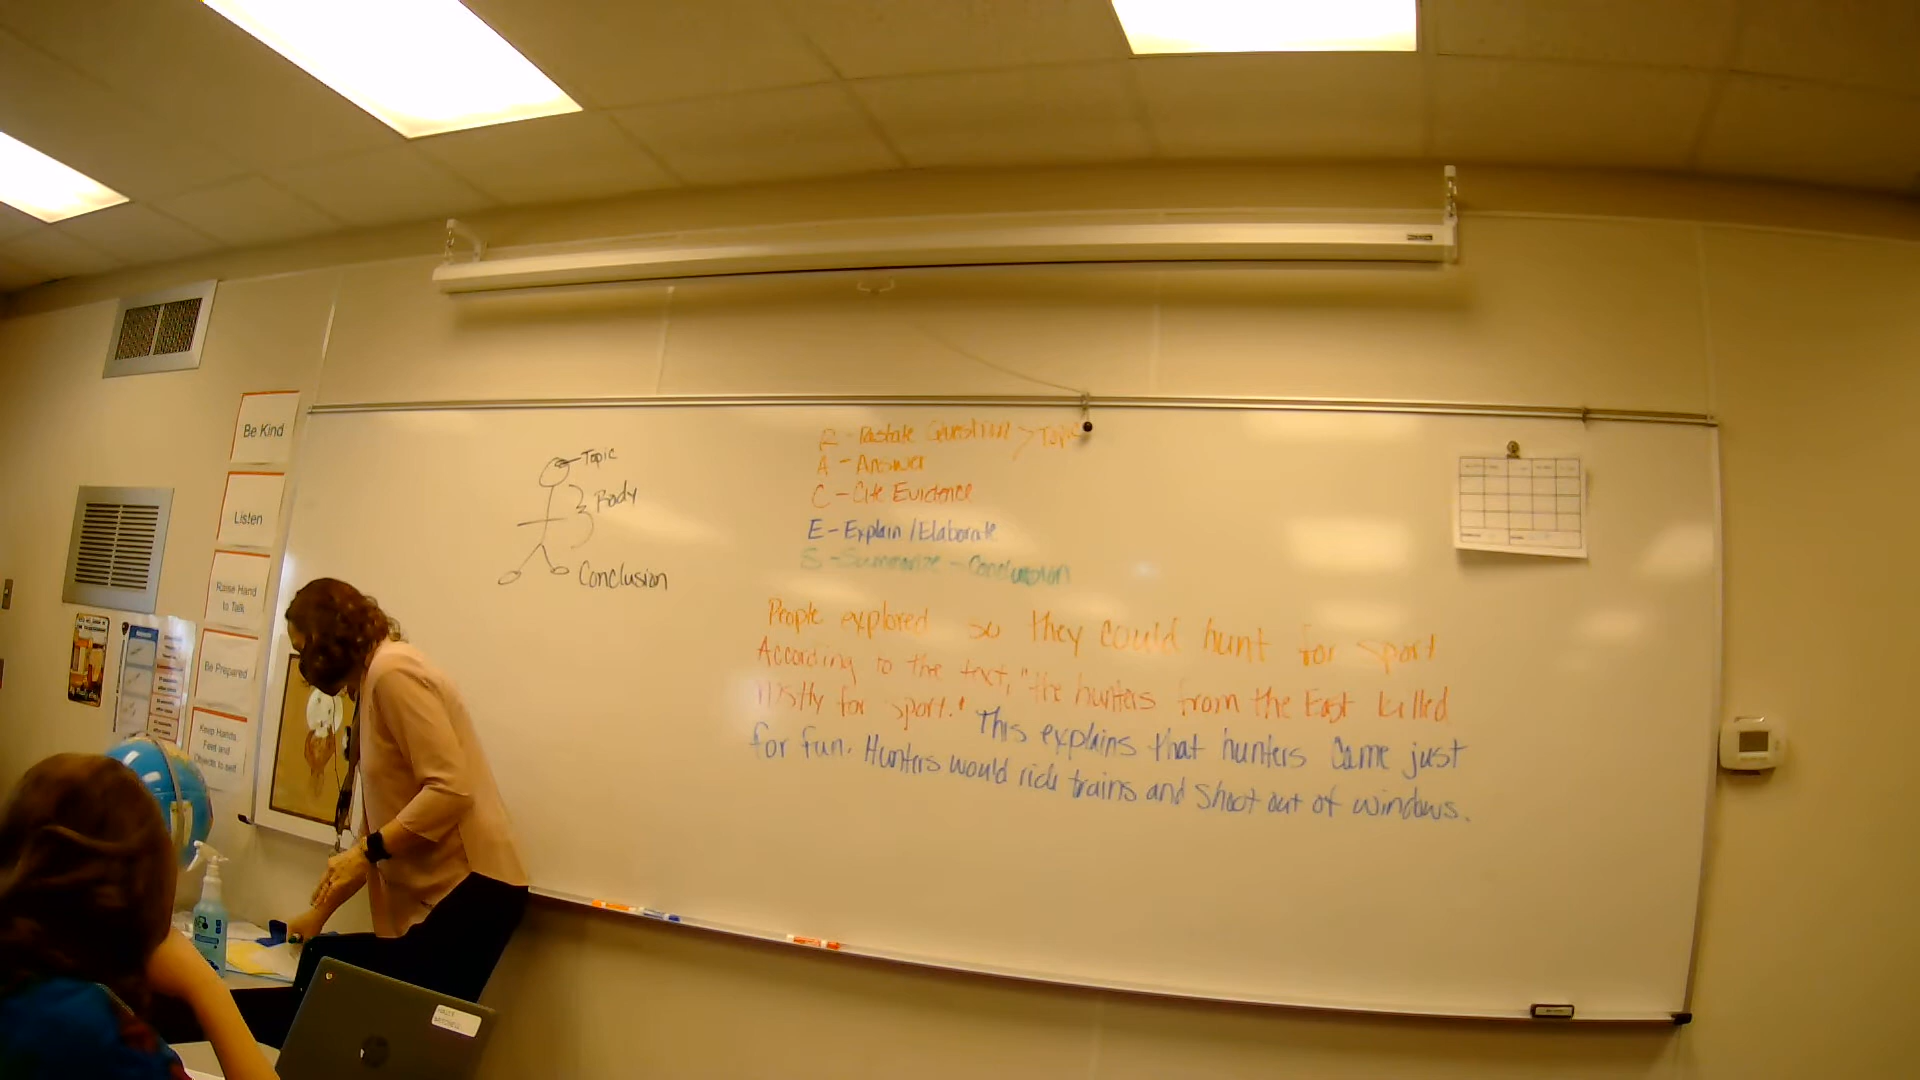 Be Kind
Listen
Raise Hand
to Talk
Be Prepared
Keep Hands,
Feet and
Objects to self
Topic
Body
Conclusion
R - Restate Question > Topic
A - Answer
C - Cite Evidence
E - Explain / Elaborate
S - Summarize - Conclusion
People explored so they could hunt for sport
According to the text, "the hunters from the East killed
mostly for sport." This explains that hunters came just
for fun. Hunters would ride trains and shoot out of windows.